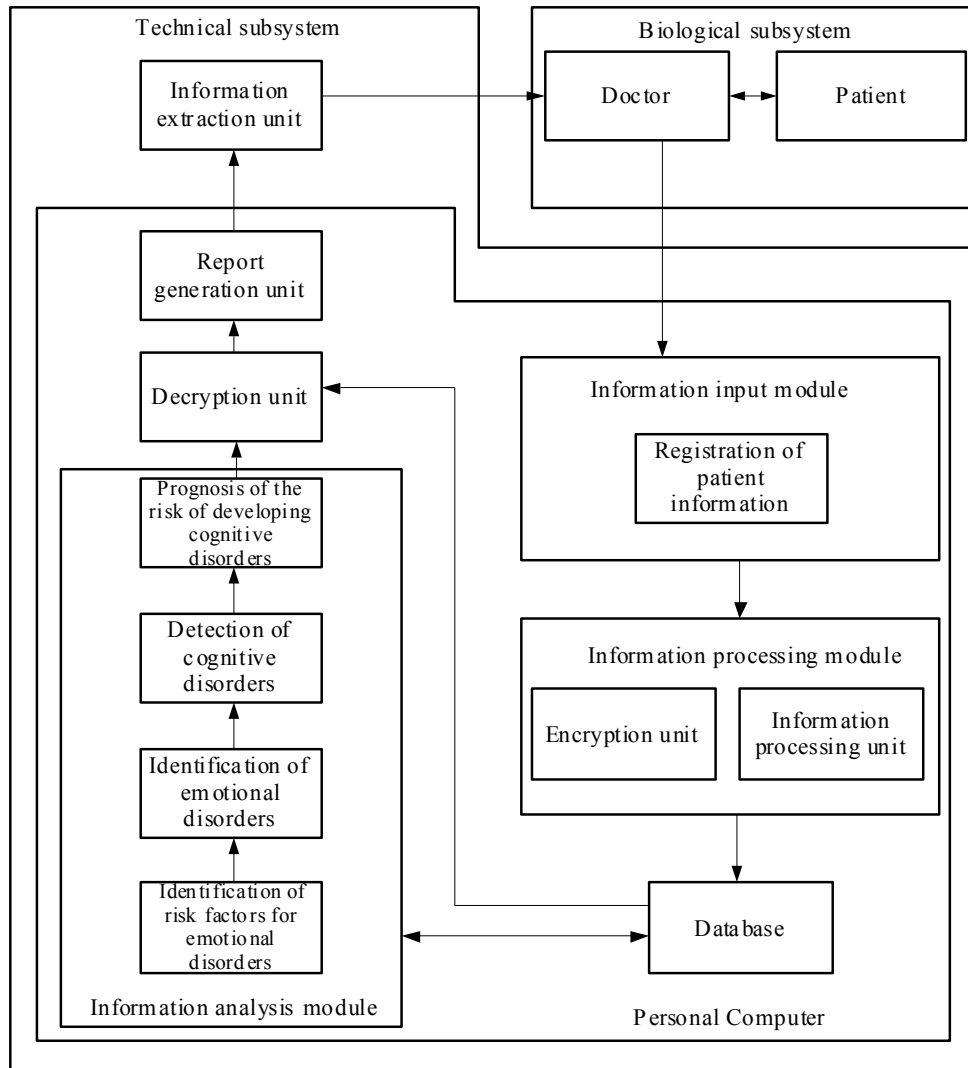 Technical subsystem
Biological subsystem
Information
extraction unit
Doctor
Patient
Report
generation unit
Decryption unit
Information input module
Registration of
patient
information
Prognosis of the
risk of developing
cognitive
disorders
Detection of
cognitive
disorders
Information processing module
Encryption unit
Information
processing unit
Identification of
emotional
disorders
Identification of
risk factors for
emotional
disorders
Database
Information analysis module
Personal Computer